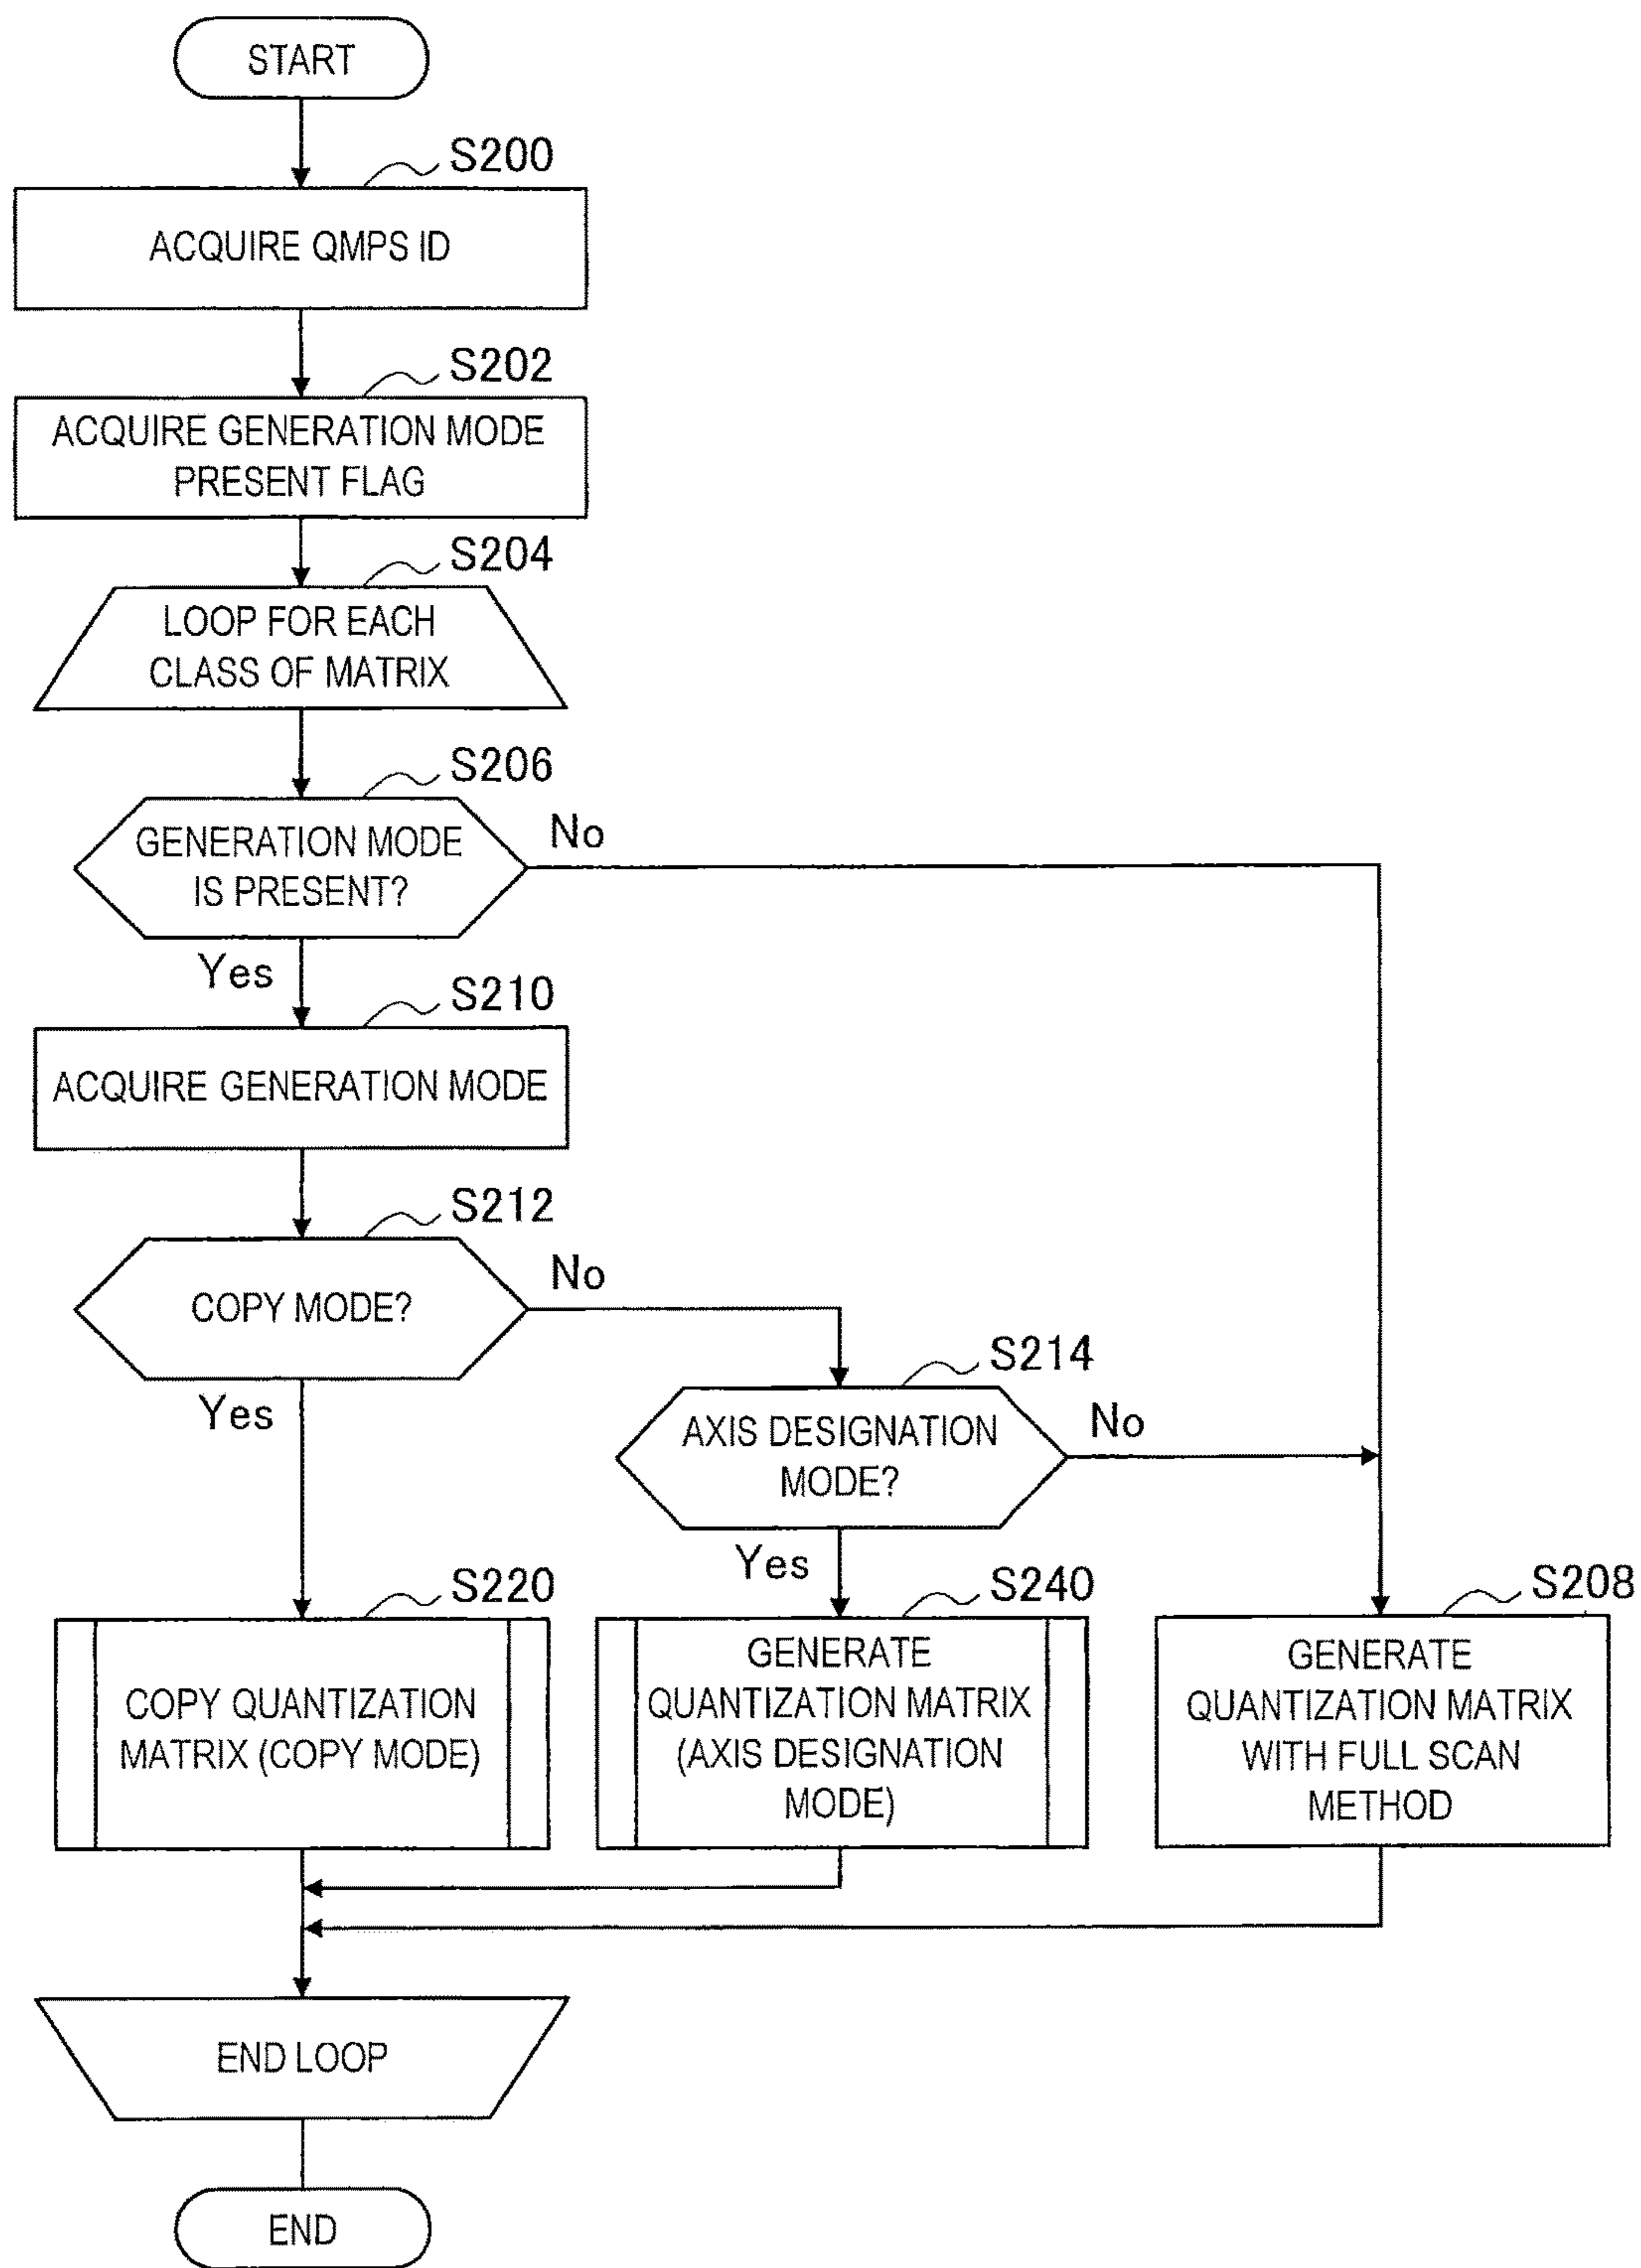 START
S200
ACQUIRE QMPS ID
S202
ACQUIRE GENERATION MODE
PRESENT FLAG
S204
LOOP FOR EACH
CLASS OF MATRIX
S206
GENERATION MODE
IS PRESENT?
No
Yes
S210
ACQUIRE GENERATION MODE
S212
COPY MODE?
No
Yes
S214
AXIS DESIGNATION
MODE?
No
Yes
S220
COPY QUANTIZATION
MATRIX (COPY MODE)
S240
GENERATE
QUANTIZATION MATRIX
(AXIS DESIGNATION
MODE)
S208
GENERATE
QUANTIZATION MATRIX
WITH FULL SCAN
METHOD
END LOOP
END